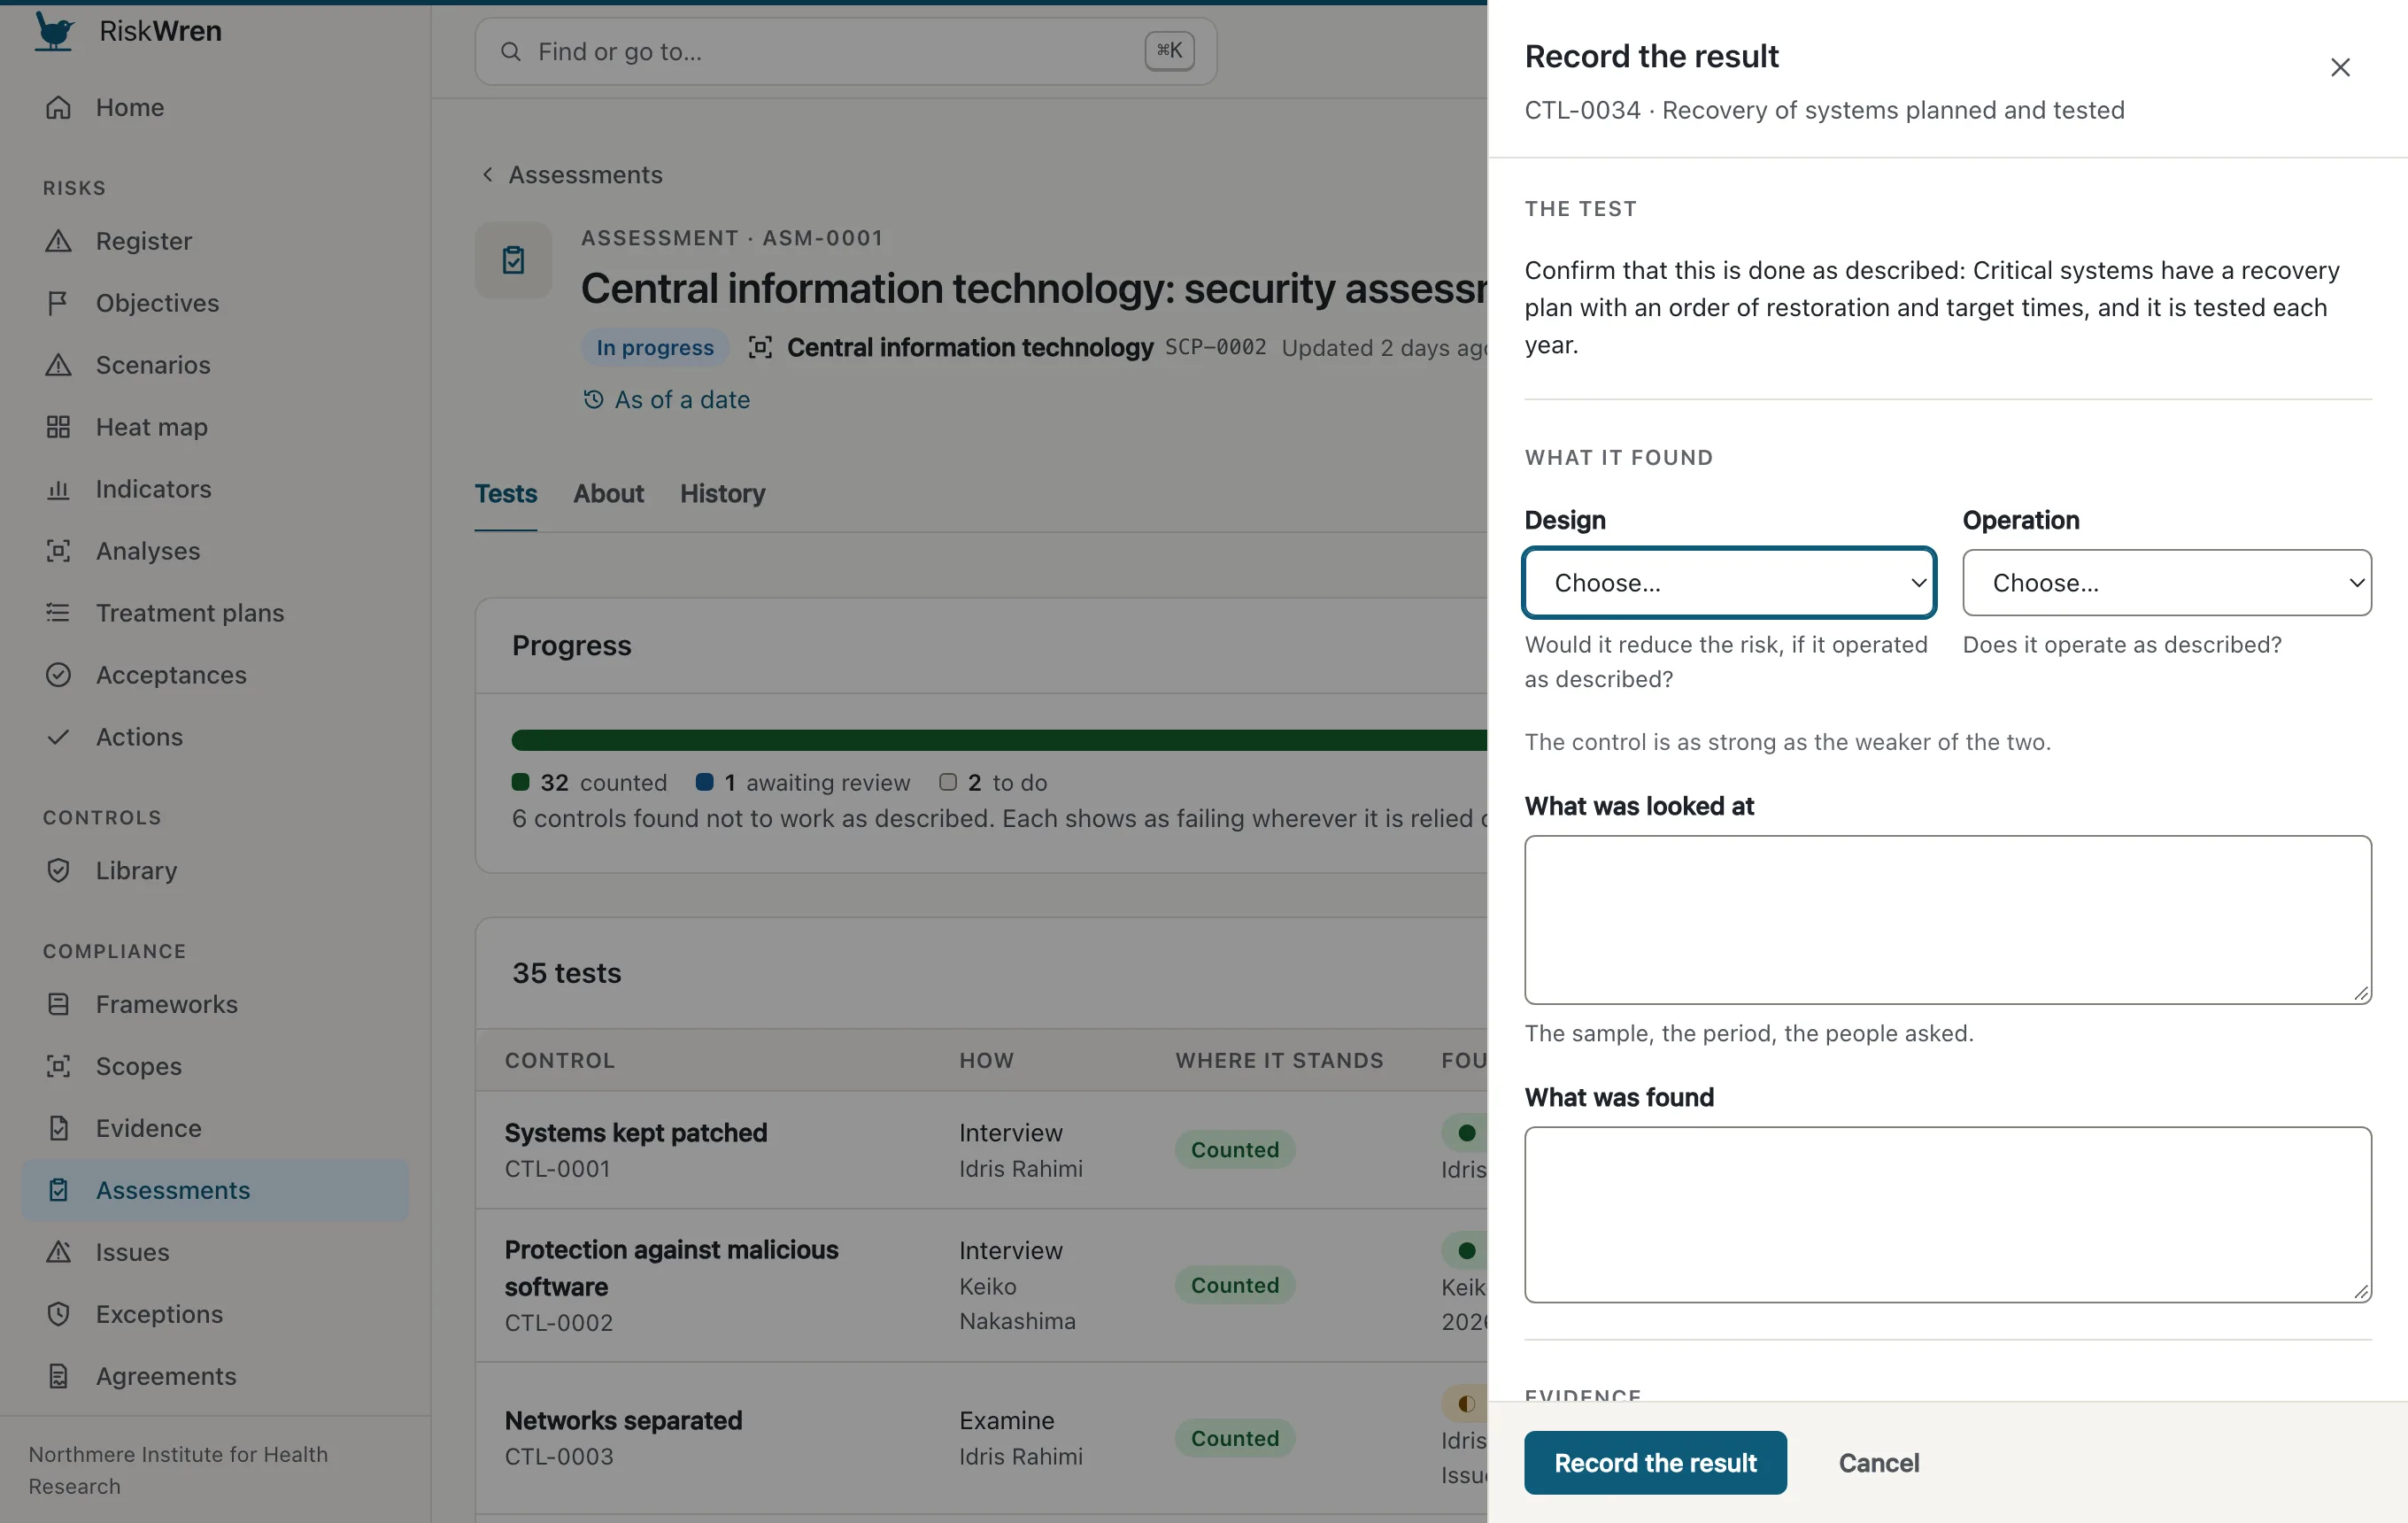 RiskWren
Find or go to...
⌘K
Home
RISKS
Register
Objectives
Scenarios
Heat map
Indicators
Analyses
Treatment plans
Acceptances
Actions
CONTROLS
Library
COMPLIANCE
Frameworks
Scopes
Evidence
Assessments
Issues
Exceptions
Agreements
Northmere Institute for Health
Research
Assessments
ASSESSMENT · ASM-0001
Central information technology: security
In progress
Central information technology SCP-0002 Updated 2 days
As of a date
Tests About History
Progress
32 counted 1 awaiting review 2 to do
6 controls found not to work as described. Each shows as failing wherever it is relied
35 tests
CONTROL HOW WHERE IT STANDS
Systems kept patched
CTL-0001
Interview
Idris Rahimi
Counted
Idris
Protection against malicious
software
CTL-0002
Interview
Keiko
Nakashima
Counted
Networks separated
CTL-0003
Examine
Idris Rahimi
Counted
Idris
Record the result
CTL-0034 · Recovery of systems planned and tested
THE TEST
Confirm that this is done as described: Critical systems have a recovery
plan with an order of restoration and target times, and it is tested each
year.
WHAT IT FOUND
Design
Choose...
Would it reduce the risk, if it operated
as described?
Operation
Choose...
Does it operate as described?
The control is as strong as the weaker of the two.
What was looked at
The sample, the period, the people asked.
What was found
EVIDENCE
Record the result
Cancel